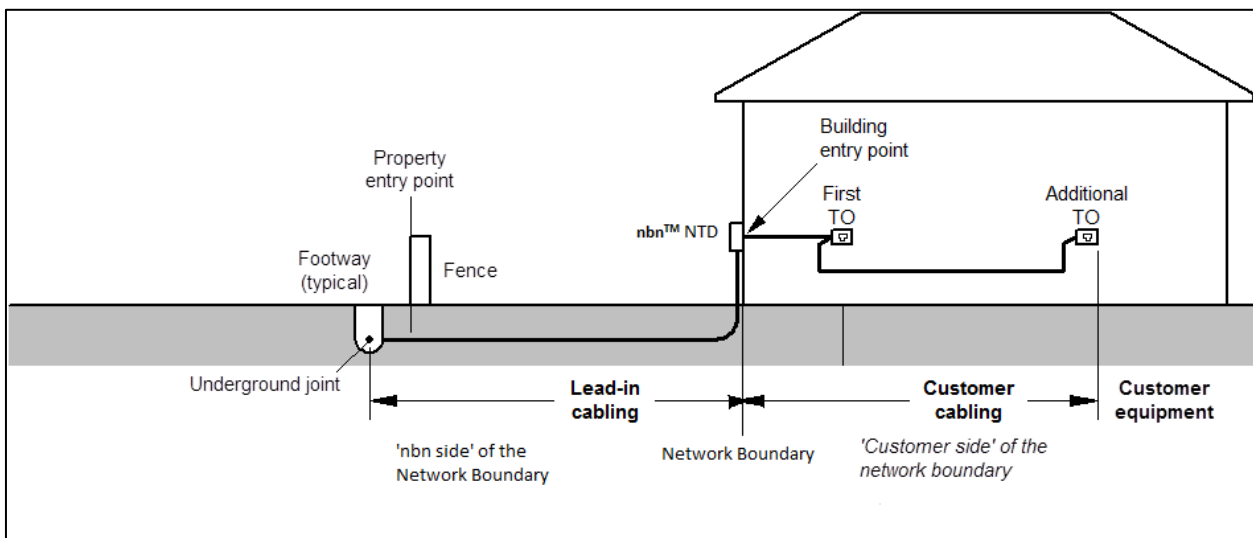 Building
entry point
Property
entry point
First
TO
Additional
TO
nbn™ NTD
Footway
(typical)
Fence
Underground joint
Lead-in
cabling
Customer
cabling
Customer
equipment
'nbn side' of the
Network Boundary
Network Boundary
'Customer side' of the
network boundary